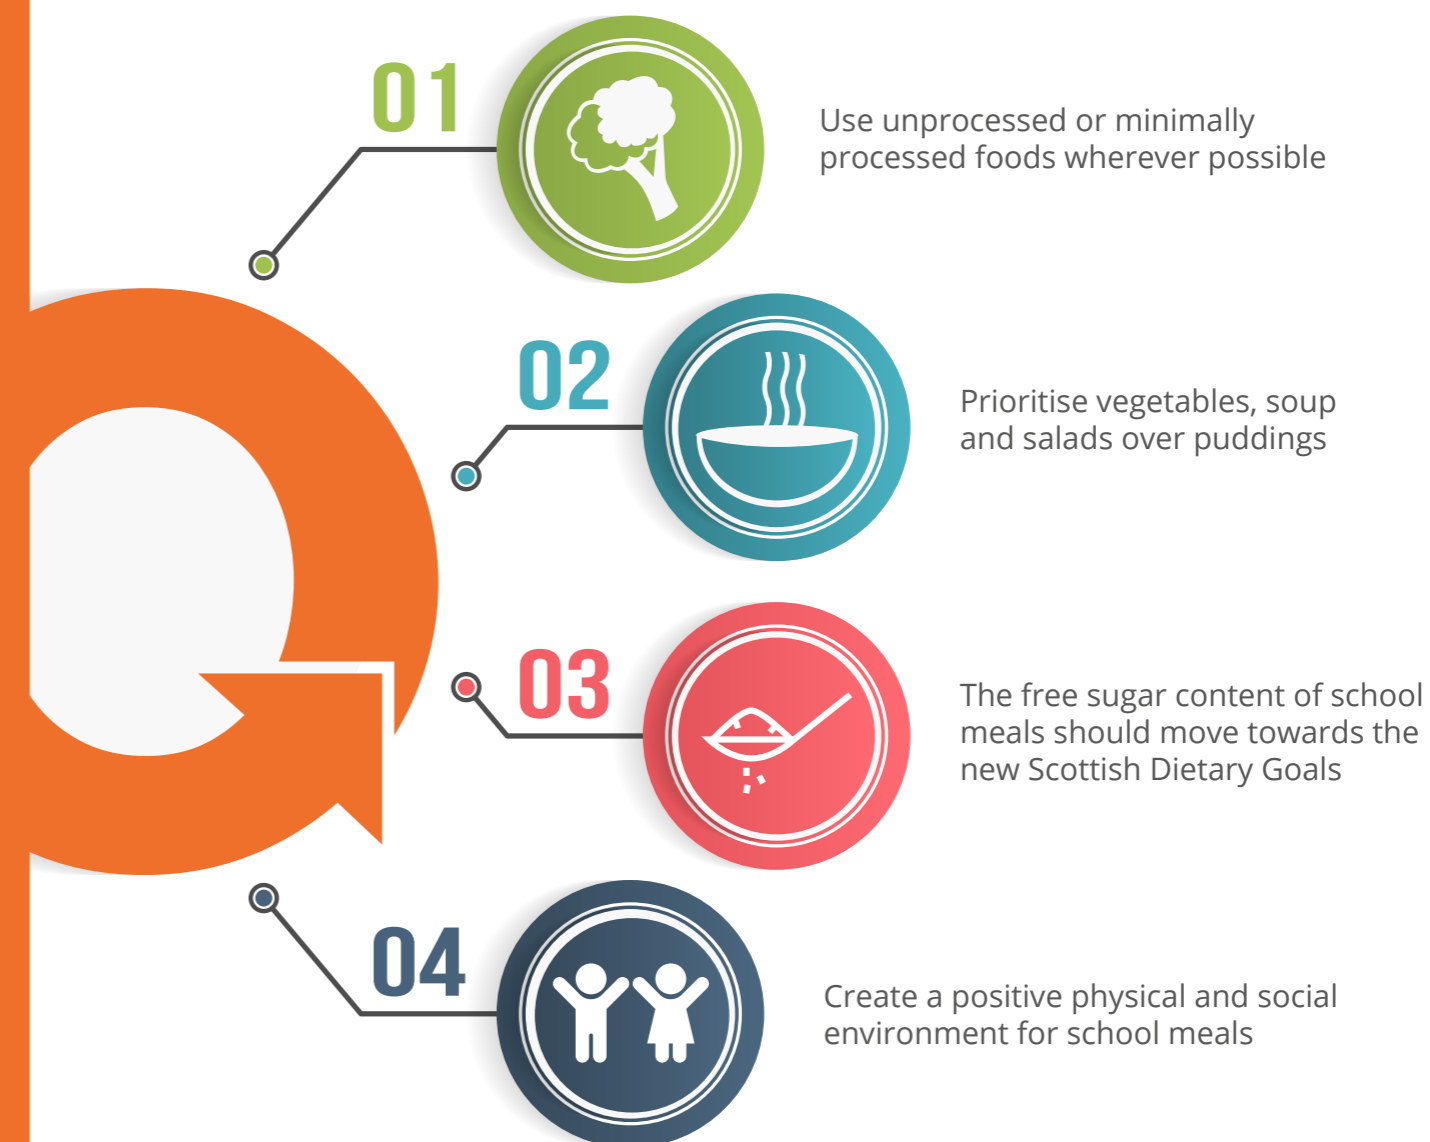 01
Use unprocessed or minimally
processed foods wherever possible
02
Prioritise vegetables, soup
and salads over puddings
03
The free sugar content of school
meals should move towards the
new Scottish Dietary Goals
04
Create a positive physical and social
environment for school meals